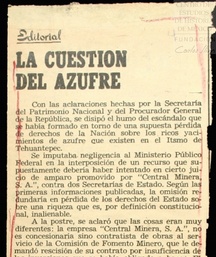 Editorial
LA CUESTION
DEL AZUFRE
Con las aclaraciones hechas por la Secretaría
del Patrimonio Nacional y del Procurador General
de la República, se disipó el humo del escándalo que
se había formado en torno de una supuesta pérdida
de derechos de la Nación sobre los ricos yaci-
mientos de azufre que existen en el Itsmo de
Tehuantepec.
Se imputaba negligencia al Ministerio Público
Federal en la interposición de un recurso que su-
puestamente debería haber intentado en cierto jui-
cio de amparo promovido por "Central Minera, S.
A.", contra dos Secretarías de Estado. Según las
primeras informaciones publicadas, la omisión re-
dundaría en pérdida de los derechos del Estado so-
bre una riqueza que es, por definición constitucio-
nal, inalienable.
A la postre, se aclaró que las cosas eran muy
diferentes: la empresa "Central Minera, S. A.", no
es concesionaria sino contratista de obras al servi-
cio de la Comisión de Fomento Minero, que le de-
mandó rescisión de su contrato por insuficiencia de